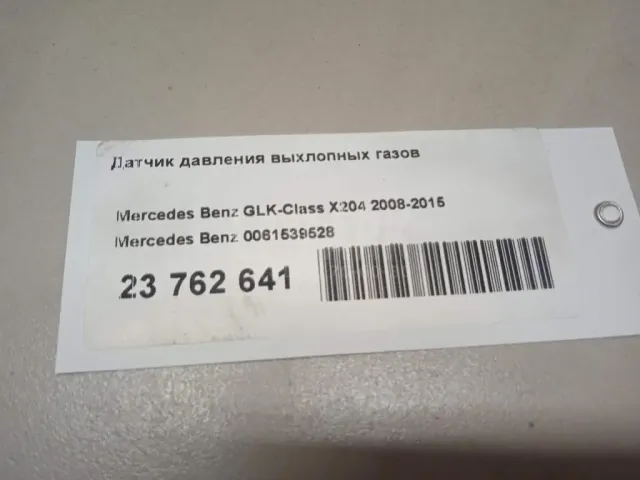 Датчик давления выхлопных газов
Mercedes Benz GLK-Class X204 2008-2015
Mercedes Benz 0061539528
23 762 641